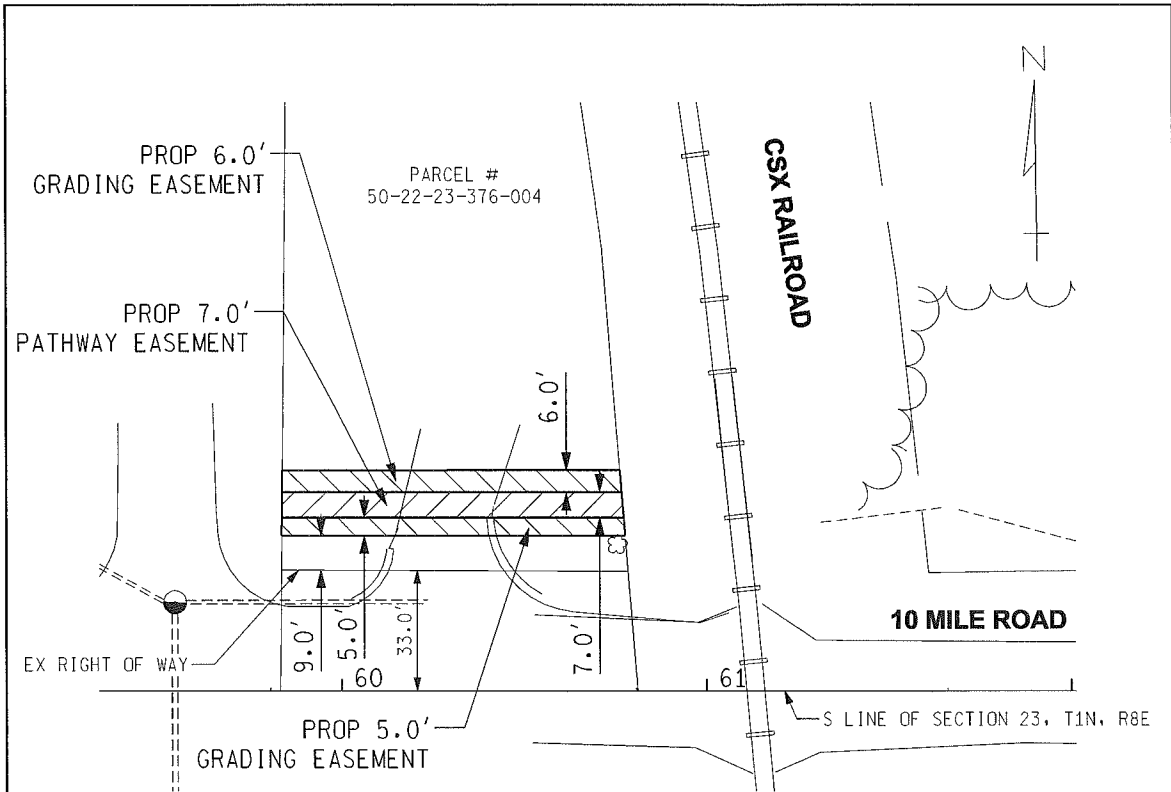 N
PROP 6.0'
GRADING EASEMENT
PARCEL #
50-22-23-376-004
CSX RAILROAD
PROP 7.0'
PATHWAY EASEMENT
6.0'
10 MILE ROAD
EX RIGHT OF WAY
9.0'
5.0'
33.0'
7.0'
60
61
S LINE OF SECTION 23, T1N, R8E
PROP 5.0'
GRADING EASEMENT